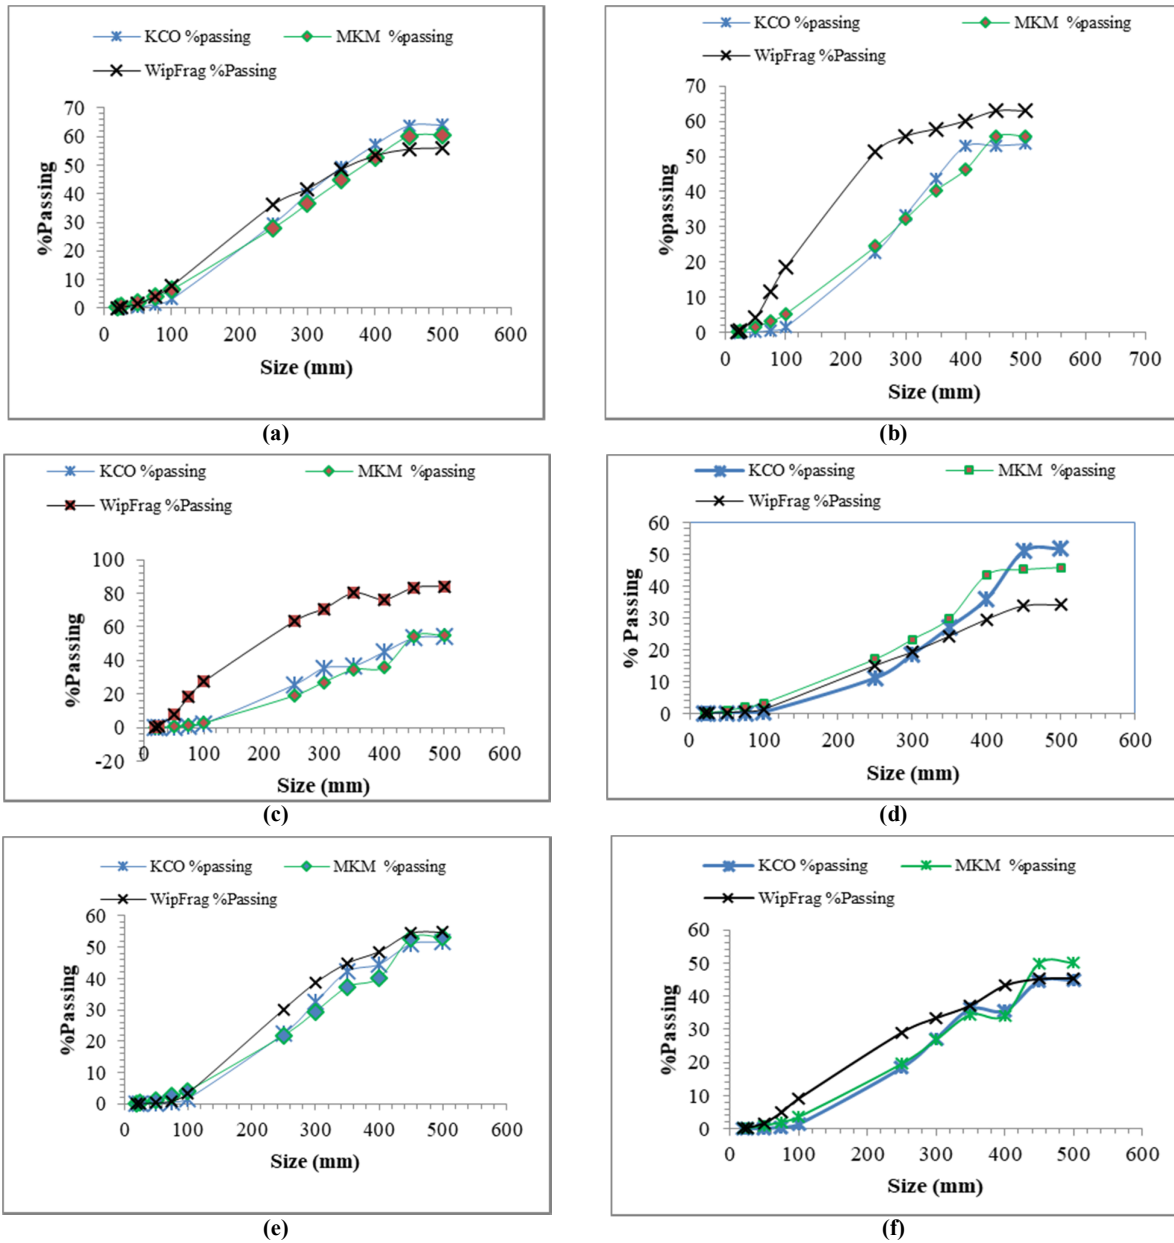 KCO %passing
MKM %passing
WipFrag %Passing
%Passing
70
60
50
40
30
20
10
0
0 100 200 300 400 500 600
Size (mm)
(a)
KCO %passing
MKM %passing
WipFrag %Passing
%passing
70
60
50
40
30
20
10
0
0 100 200 300 400 500 600 700
Size (mm)
(b)
KCO %passing
MKM %passing
WipFrag %Passing
%Passing
100
80
60
40
20
0
-20
0 100 200 300 400 500 600
Size (mm)
(c)
KCO %passing
MKM %passing
WipFrag %Passing
% Passing
60
50
40
30
20
10
0
0 100 200 300 400 500 600
Size (mm)
(d)
KCO %passing
MKM %passing
WipFrag %Passing
%Passing
60
50
40
30
20
10
0
0 100 200 300 400 500 600
Size (mm)
(e)
KCO %passing
MKM %passing
WipFrag %Passing
%Passing
60
50
40
30
20
10
0
0 100 200 300 400 500 600
Size (mm)
(f)